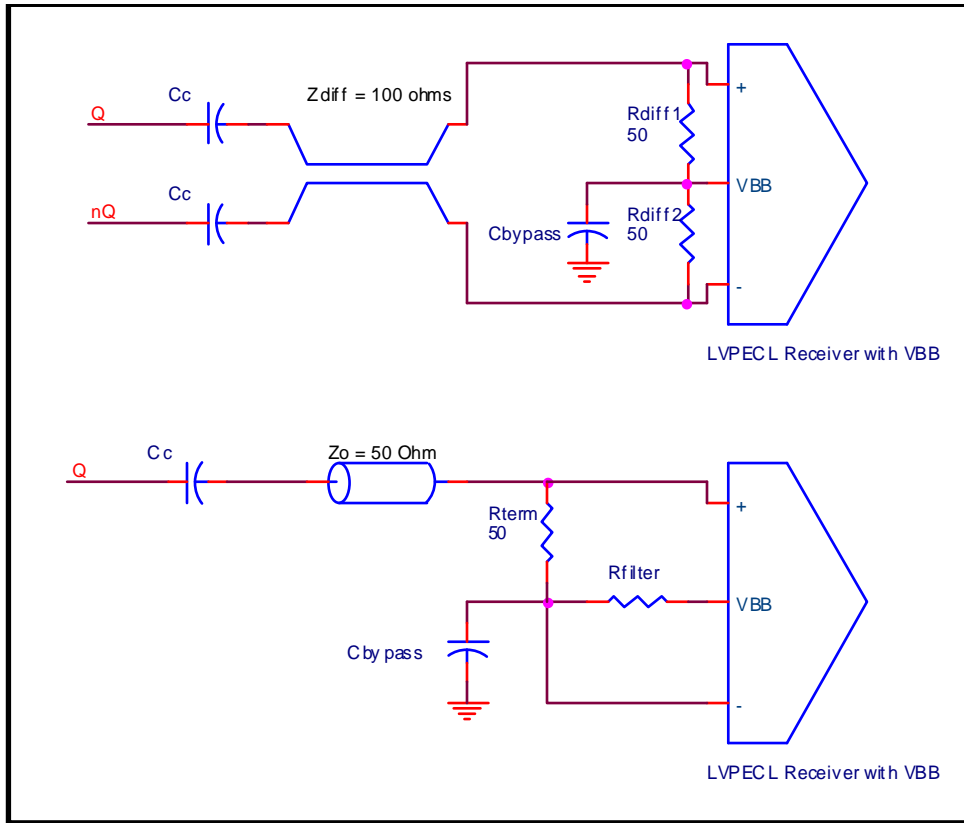 Cc
Zdiff = 100 ohms
Q
Rdiff1
50
+
Cc
VBB
nQ
Rdiff2
50
Cbypass
-
LVPECL Receiver with VBB
Cc
Zo = 50 Ohm
Q
Rterm
50
+
Rfilter
VBB
Cbypass
-
LVPECL Receiver with VBB